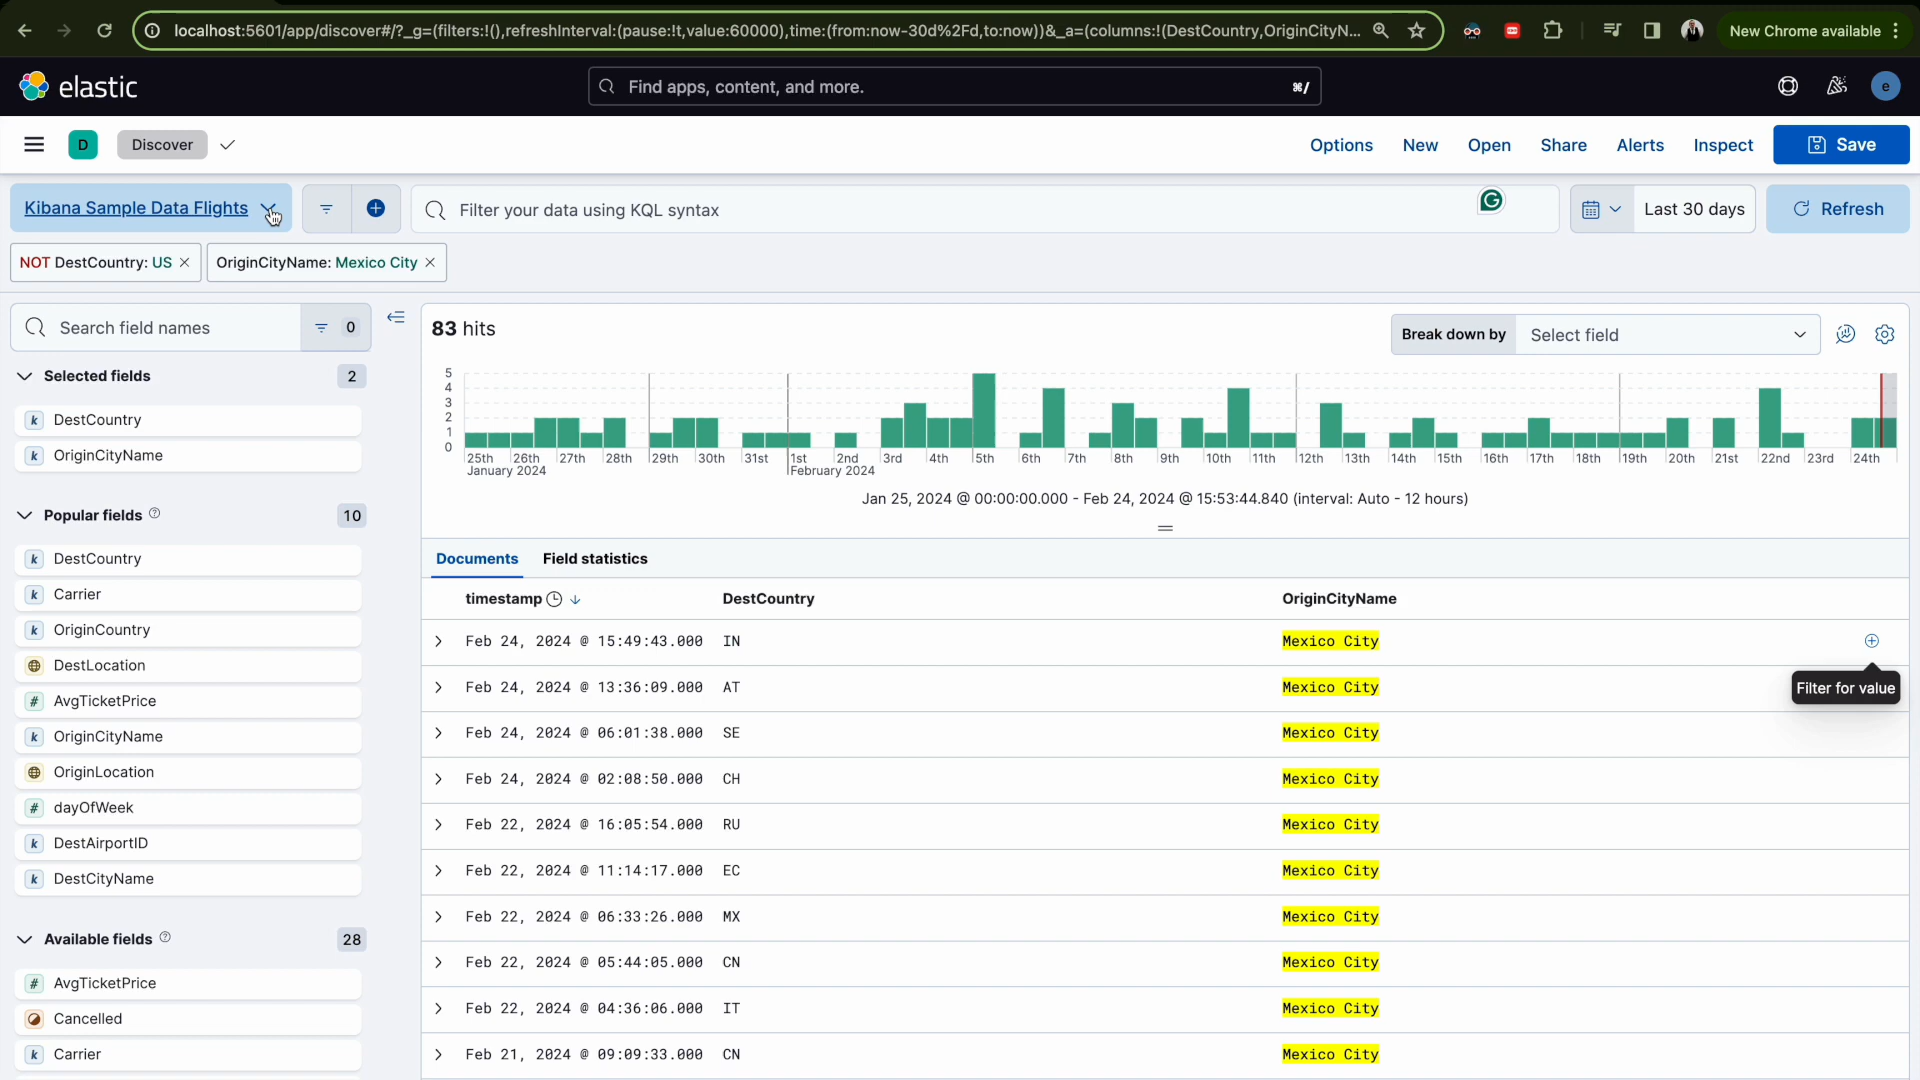 localhost:5601/app/discover#/?_g=(filters:!(),refreshInterval:(pause:!t,value:60000),time:(from:now-30d%2Fd,to:now))&_a=(columns:!(DestCountry,OriginCityN...
New Chrome available
elastic
Find apps, content, and more.
⌘/
e
D
Discover
Options
New
Open
Share
Alerts
Inspect
Save
Kibana Sample Data Flights
Filter your data using KQL syntax
Last 30 days
Refresh
NOT DestCountry: US
OriginCityName: Mexico City
Search field names
0
83 hits
Break down by
Select field
Selected fields
2
k DestCountry
k OriginCityName
5
4
3
2
1
0
25th 26th 27th 28th 29th 30th 31st 1st 2nd 3rd 4th 5th 6th 7th 8th 9th 10th 11th 12th 13th 14th 15th 16th 17th 18th 19th 20th 21st 22nd 23rd 24th
January 2024 February 2024
Jan 25, 2024 @ 00:00:00.000 - Feb 24, 2024 @ 15:53:44.840 (interval: Auto - 12 hours)
Popular fields
10
k DestCountry
k Carrier
k OriginCountry
DestLocation
# AvgTicketPrice
k OriginCityName
OriginLocation
# dayOfWeek
k DestAirportID
k DestCityName
Available fields
28
# AvgTicketPrice
Cancelled
k Carrier
Documents
Field statistics
timestamp DestCountry OriginCityName
Feb 24, 2024 @ 15:49:43.000 IN Mexico City
Filter for value
Feb 24, 2024 @ 13:36:09.000 AT Mexico City
Feb 24, 2024 @ 06:01:38.000 SE Mexico City
Feb 24, 2024 @ 02:08:50.000 CH Mexico City
Feb 22, 2024 @ 16:05:54.000 RU Mexico City
Feb 22, 2024 @ 11:14:17.000 EC Mexico City
Feb 22, 2024 @ 06:33:26.000 MX Mexico City
Feb 22, 2024 @ 05:44:05.000 CN Mexico City
Feb 22, 2024 @ 04:36:06.000 IT Mexico City
Feb 21, 2024 @ 09:09:33.000 CN Mexico City